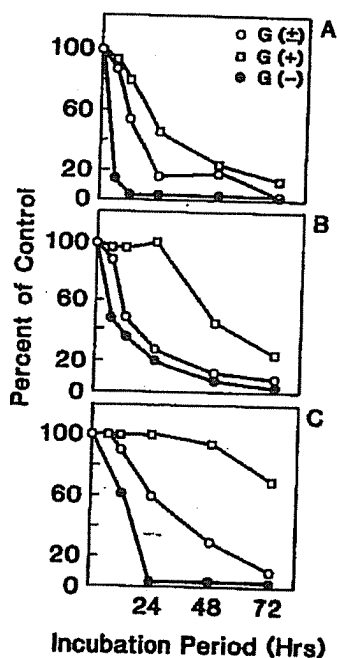 A
G (±)
G (+)
G (−)
100
60
20
0
B
100
60
20
0
C
100
60
20
0
24 48 72
Percent of Control
Incubation Period (Hrs)